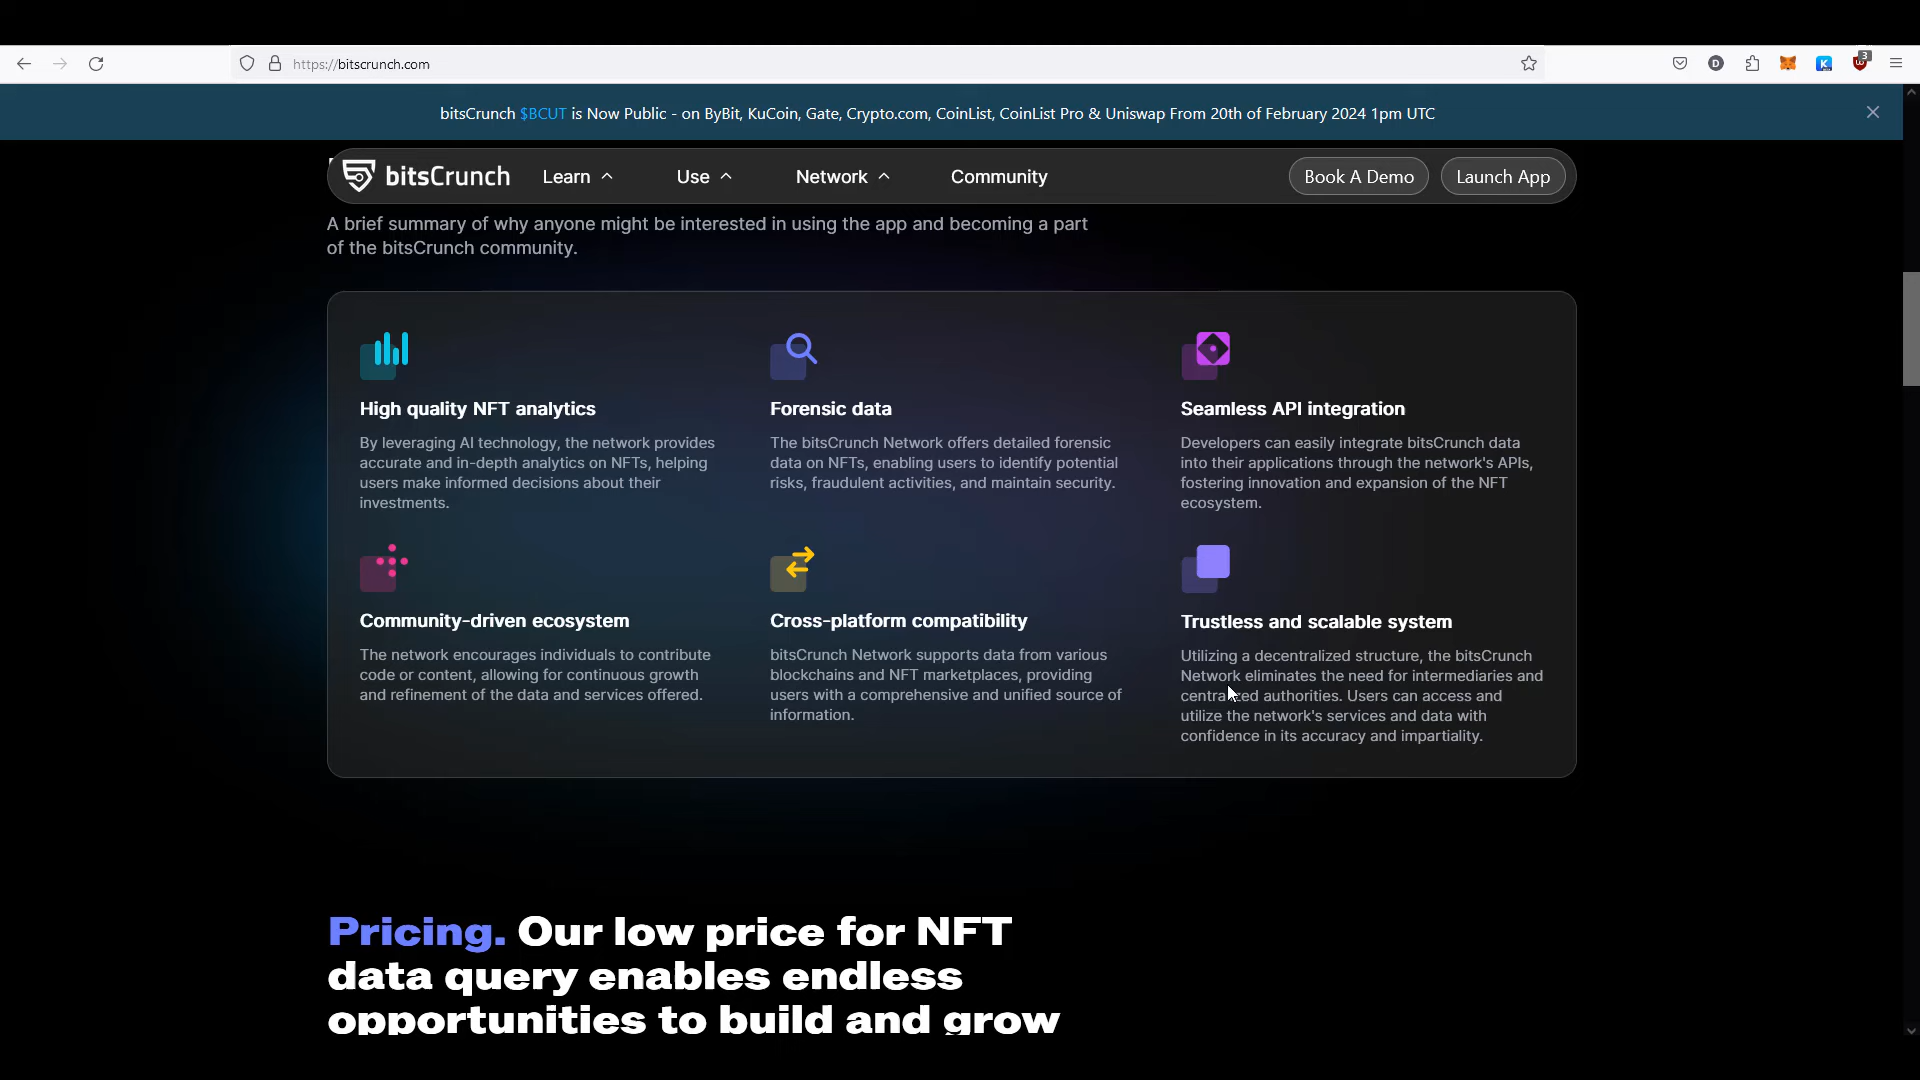 https://bitscrunch.com
D
3
bitsCrunch $BCUT is Now Public - on ByBit, KuCoin, Gate, Crypto.com, CoinList, CoinList Pro & Uniswap From 20th of February 2024 1pm UTC
bitsCrunch Learn Use Network Community Book A Demo Launch App
A brief summary of why anyone might be interested in using the app and becoming a part
of the bitsCrunch community.
High quality NFT analytics
By leveraging AI technology, the network provides
accurate and in-depth analytics on NFTs, helping
users make informed decisions about their
investments.
Forensic data
The bitsCrunch Network offers detailed forensic
data on NFTs, enabling users to identify potential
risks, fraudulent activities, and maintain security.
Seamless API integration
Developers can easily integrate bitsCrunch data
into their applications through the network's APIs,
fostering innovation and expansion of the NFT
ecosystem.
Community-driven ecosystem
The network encourages individuals to contribute
code or content, allowing for continuous growth
and refinement of the data and services offered.
Cross-platform compatibility
bitsCrunch Network supports data from various
blockchains and NFT marketplaces, providing
users with a comprehensive and unified source of
information.
Trustless and scalable system
Utilizing a decentralized structure, the bitsCrunch
Network eliminates the need for intermediaries and
centralized authorities. Users can access and
utilize the network's services and data with
confidence in its accuracy and impartiality.
Pricing. Our low price for NFT
data query enables endless
opportunities to build and grow